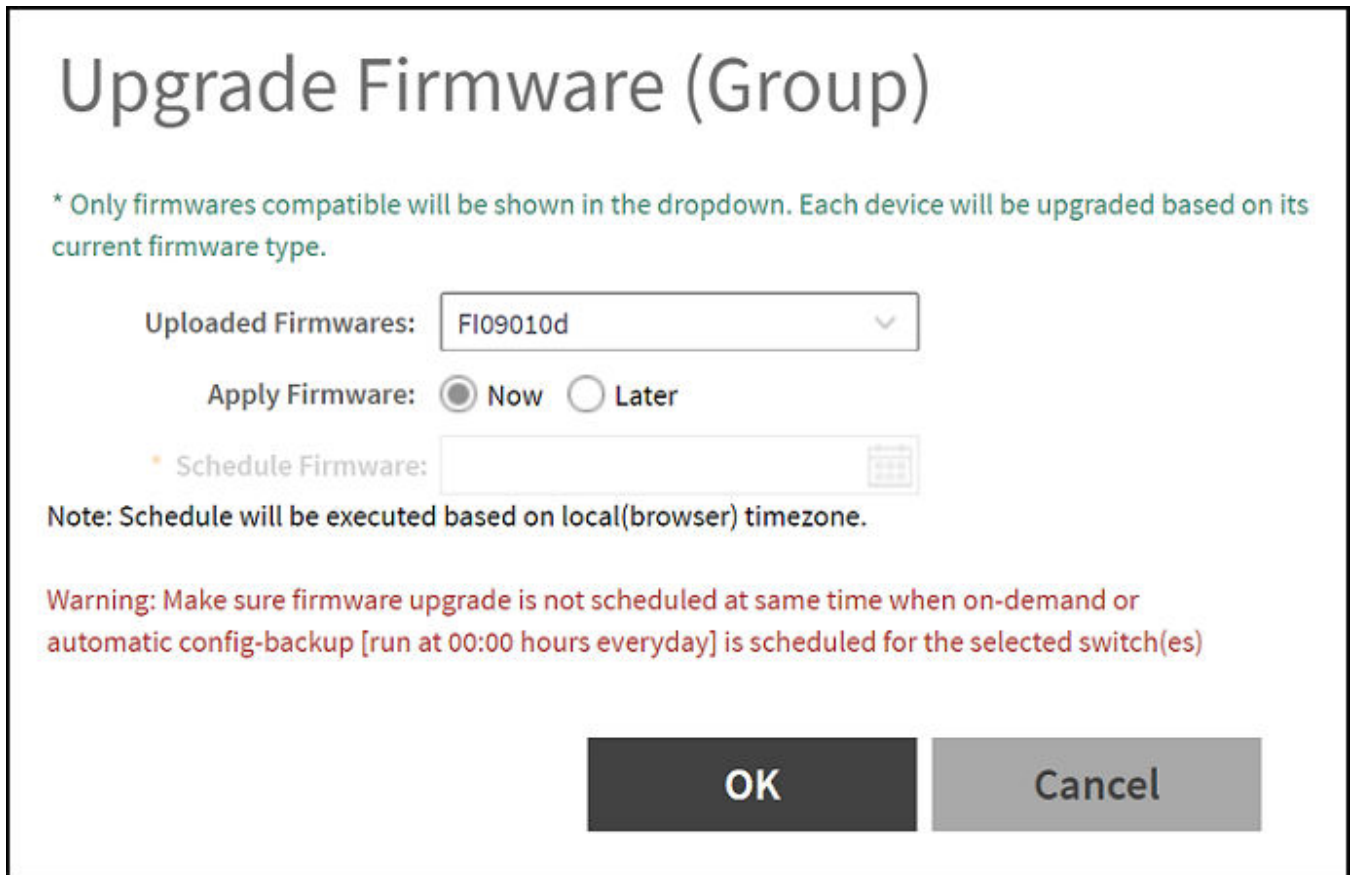 Upgrade Firmware (Group)
* Only firmwares compatible will be shown in the dropdown. Each device will be upgraded based on its
current firmware type.
Uploaded Firmwares: FI09010d
Apply Firmware: Now Later
* Schedule Firmware:
Note: Schedule will be executed based on local(browser) timezone.
Warning: Make sure firmware upgrade is not scheduled at same time when on-demand or
automatic config-backup [run at 00:00 hours everyday] is scheduled for the selected switch(es)
OK Cancel